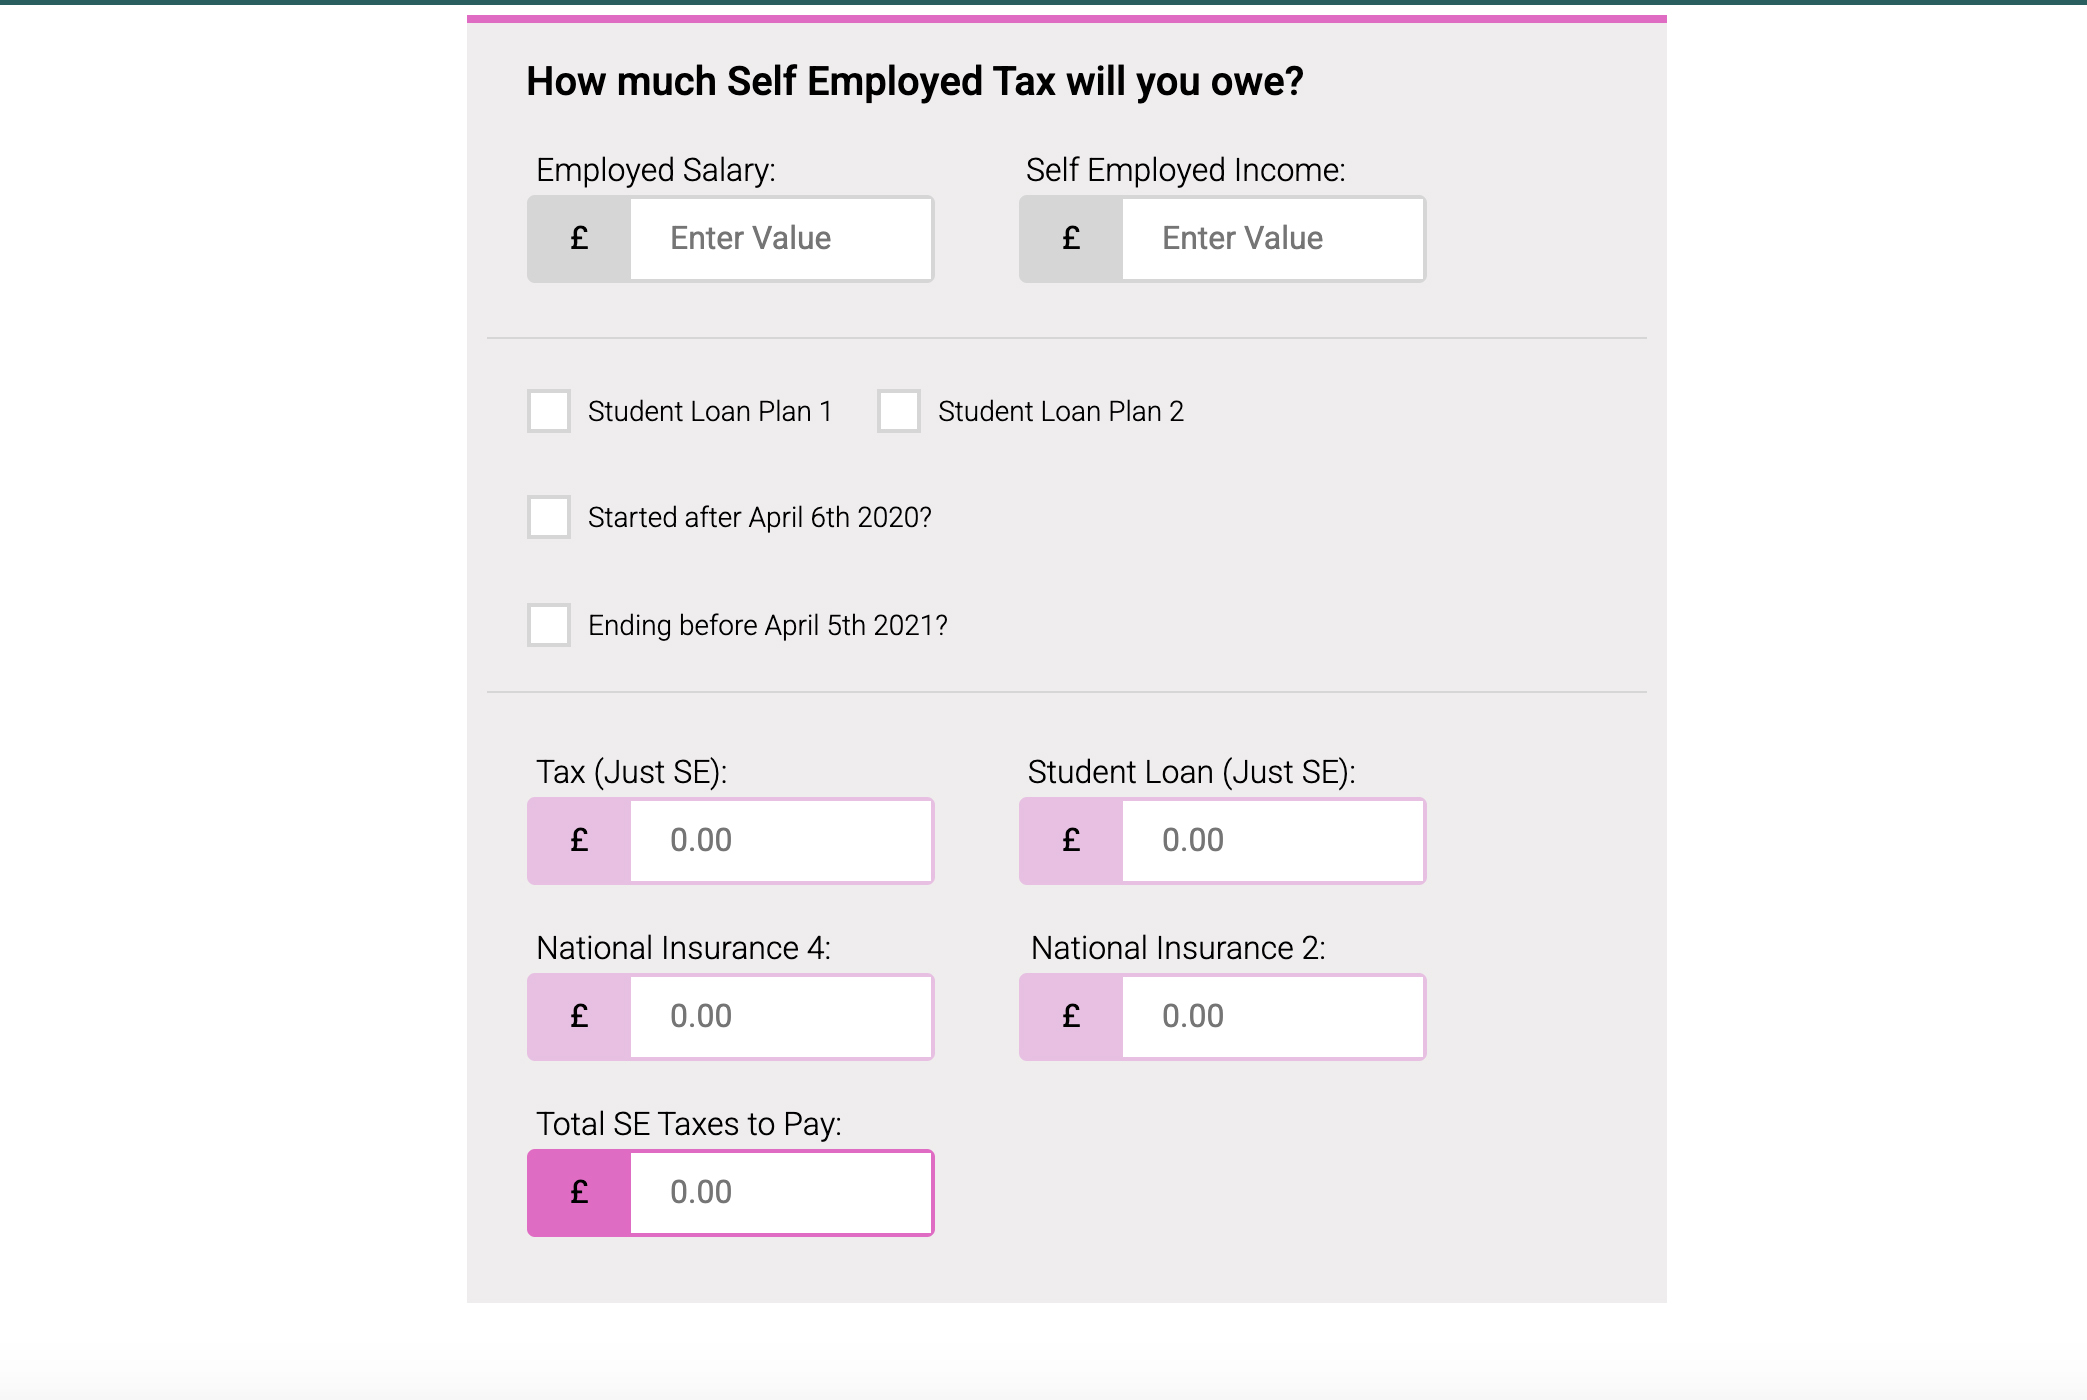 How much Self Employed Tax will you owe?
Employed Salary:
Self Employed Income:
£ Enter Value
£ Enter Value
Student Loan Plan 1
Student Loan Plan 2
Started after April 6th 2020?
Ending before April 5th 2021?
Tax (Just SE):
Student Loan (Just SE):
£ 0.00
£ 0.00
National Insurance 4:
National Insurance 2:
£ 0.00
£ 0.00
Total SE Taxes to Pay:
£ 0.00